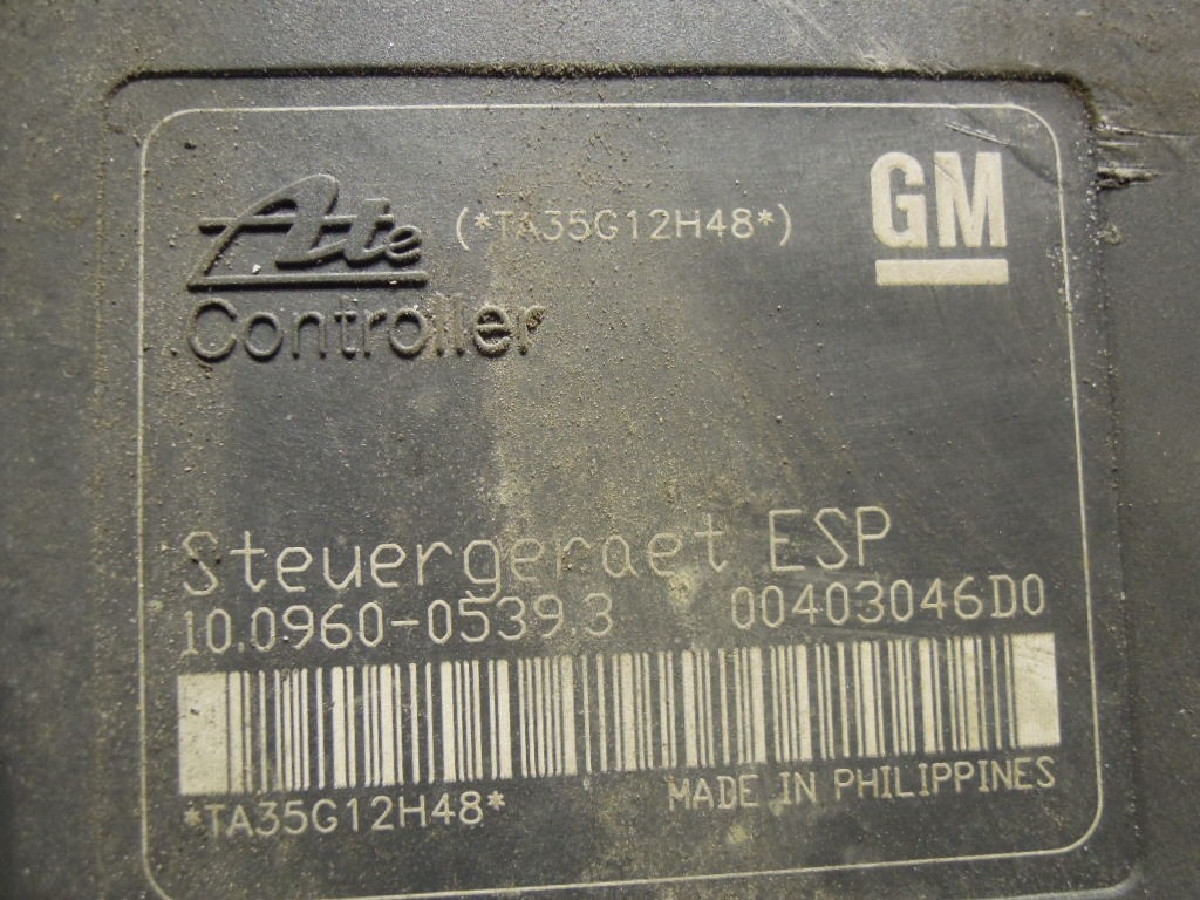 Ate (*TA35G12H48*) GM
Controller
Steuergeraet ESP
10.0960-0539.3 00403046D0
*TA35G12H48*
MADE IN PHILIPPINES